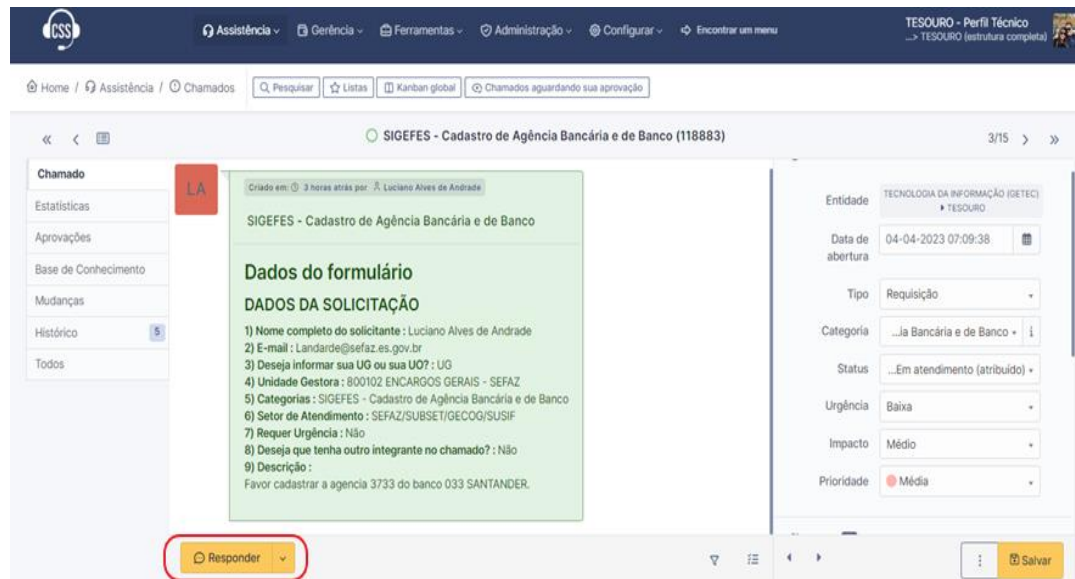 CSS
Assistência
Gerência
Ferramentas
Administração
Configurar
Encontrar um menu
TESOURO - Perfil Técnico
...> TESOURO (estrutura completa)
Home / Assistência / Chamados
Pesquisar
Listas
Kanban global
Chamados aguardando sua aprovação
SIGEFES - Cadastro de Agência Bancária e de Banco (118883)
3/15
Chamado
Estatísticas
Aprovações
Base de Conhecimento
Mudanças
Histórico 5
Todos
LA
Criado em: 3 horas atrás por Luciano Alves de Andrade
SIGEFES - Cadastro de Agência Bancária e de Banco
Dados do formulário
DADOS DA SOLICITAÇÃO
1) Nome completo do solicitante : Luciano Alves de Andrade
2) E-mail : Landarde@sefaz.es.gov.br
3) Deseja informar sua UG ou sua UO? : UG
4) Unidade Gestora : 800102 ENCARGOS GERAIS - SEFAZ
5) Categorias : SIGEFES - Cadastro de Agência Bancária e de Banco
6) Setor de Atendimento : SEFAZ/SUBSET/GECOG/SUSIF
7) Requer Urgência : Não
8) Deseja que tenha outro integrante no chamado? : Não
9) Descrição :
Favor cadastrar a agencia 3733 do banco 033 SANTANDER.
Entidade
TECNOLOGIA DA INFORMAÇÃO (GETEC)
TESOURO
Data de abertura
04-04-2023 07:09:38
Tipo
Requisição
Categoria
...ia Bancária e de Banco
i
Status
...Em atendimento (atribuído)
Urgência
Baixa
Impacto
Médio
Prioridade
Média
Responder
Salvar